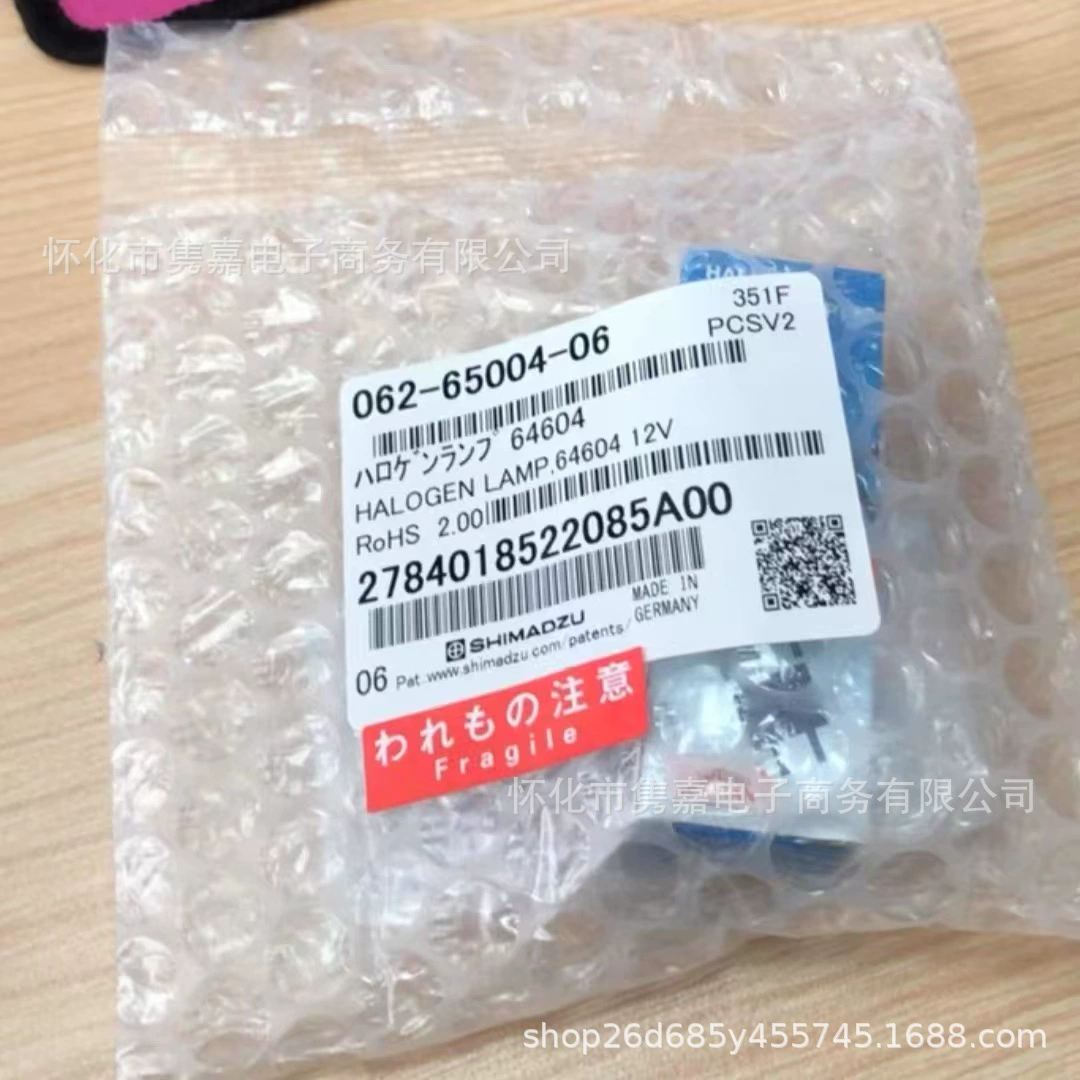 怀化市隽嘉电子商务有限公司
351F
PCSV2
062-65004-06
ﾊﾛｹﾞﾝﾗﾝﾌﾟ 64604
HALOGEN LAMP,64604 12V
RoHS 2.00
2784018522085A00
MADE IN
GERMANY
SHIMADZU
06 Pat.www.shimadzu.com/patents/
われもの注意
Fragile
怀化市隽嘉电子商务有限公司
shop26d685y455745.1688.com